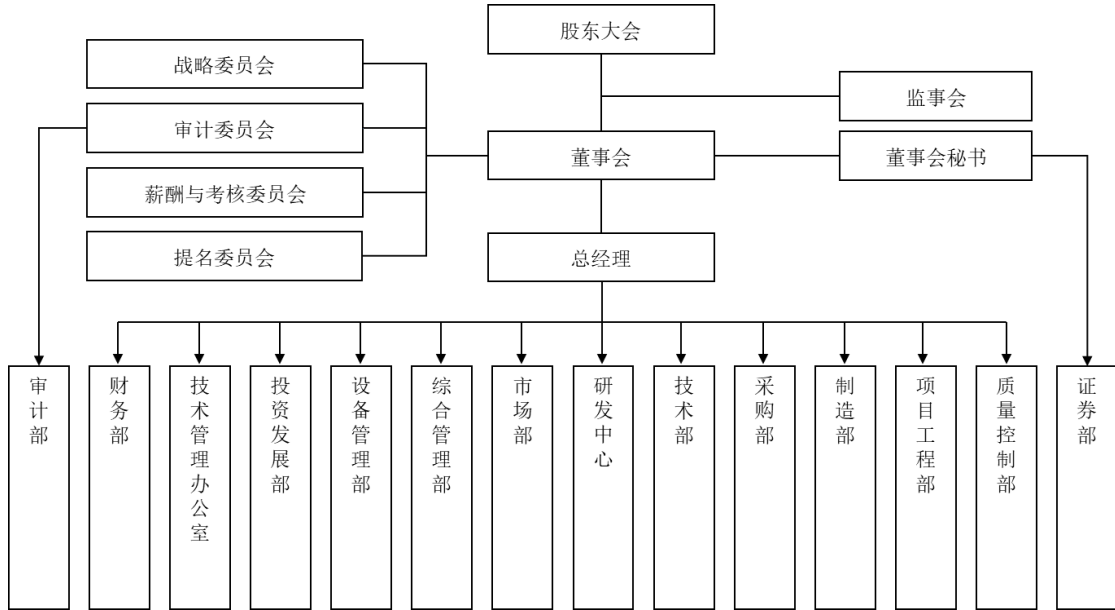 股东大会
战略委员会
监事会
审计委员会
董事会
董事会秘书
薪酬与考核委员会
提名委员会
总经理
审计部
财务部
技术管理办公室
投资发展部
设备管理部
综合管理部
市场部
研发中心
技术部
采购部
制造部
项目工程部
质量控制部
证券部